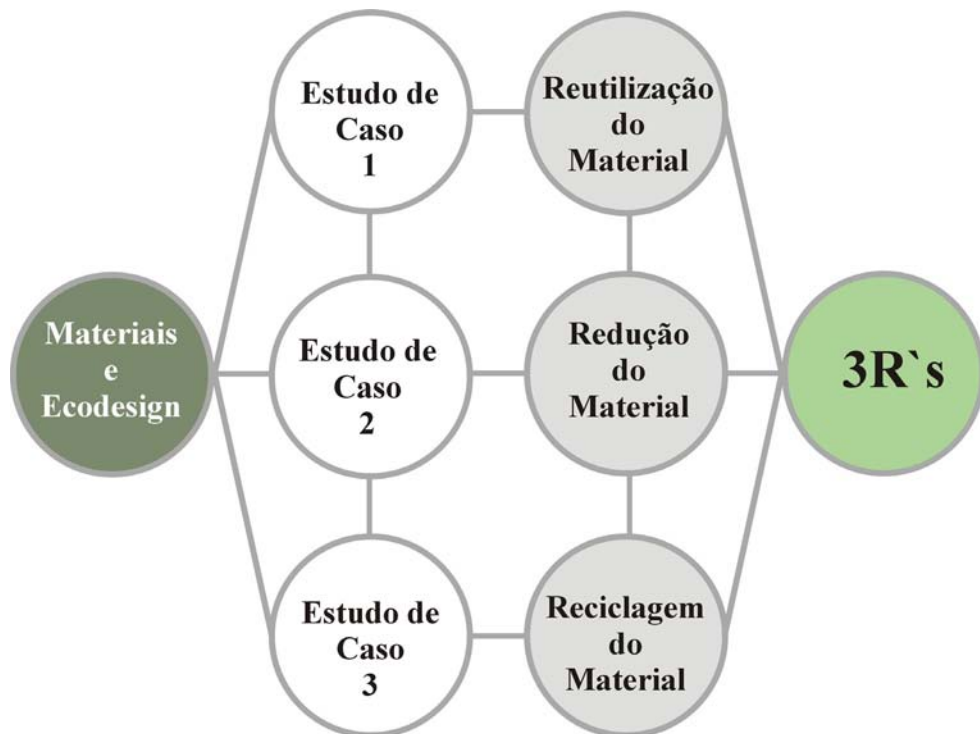 Estudo de
Caso
1
Reutilização
do
Material
Materiais
e
Ecodesign
Estudo de
Caso
2
Redução
do
Material
3R`s
Estudo de
Caso
3
Reciclagem
do
Material